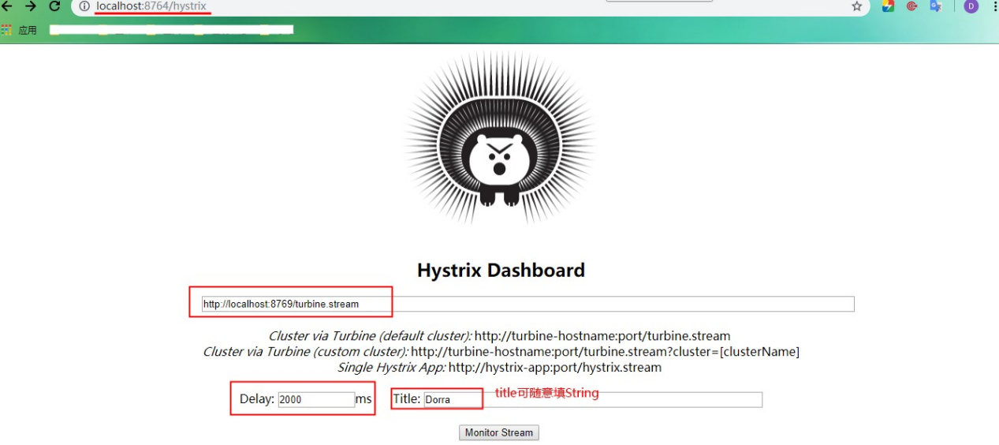 localhost:8764/hystrix
D
应用
Hystrix Dashboard
http://localhost:8769/turbine.stream
Cluster via Turbine (default cluster): http://turbine-hostname:port/turbine.stream
Cluster via Turbine (custom cluster): http://turbine-hostname:port/turbine.stream?cluster=[clusterName]
Single Hystrix App: http://hystrix-app:port/hystrix.stream
Delay: 2000 ms Title: Dorra title可随意填String
Monitor Stream